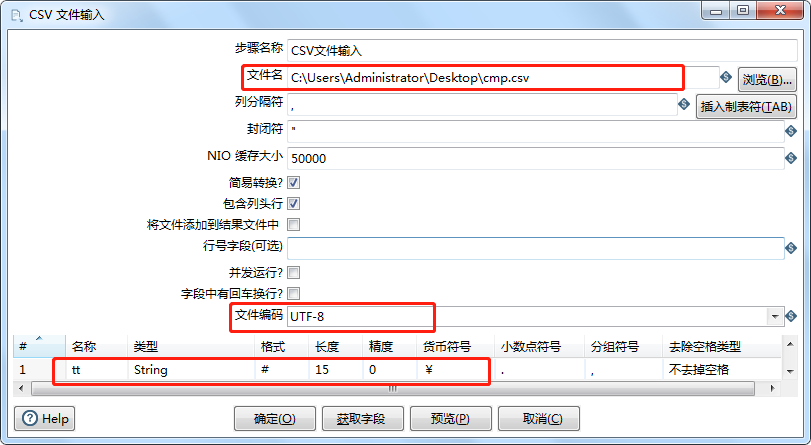 CSV 文件输入
步骤名称 CSV文件输入
文件名 C:\Users\Administrator\Desktop\cmp.csv 浏览(B)...
列分隔符 , 插入制表符(TAB)
封闭符 "
NIO 缓存大小 50000
简易转换?
包含列头行
将文件添加到结果文件中
行号字段(可选)
并发运行?
字段中有回车换行?
文件编码 UTF-8
# 名称 类型 格式 长度 精度 货币符号 小数点符号 分组符号 去除空格类型
1 tt String # 15 0 ¥ . , 不去掉空格
Help 确定(O) 获取字段 预览(P) 取消(C)